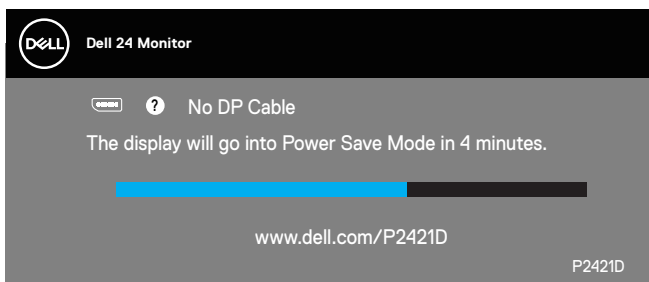 DELL
Dell 24 Monitor
? No DP Cable
The display will go into Power Save Mode in 4 minutes.
www.dell.com/P2421D
P2421D